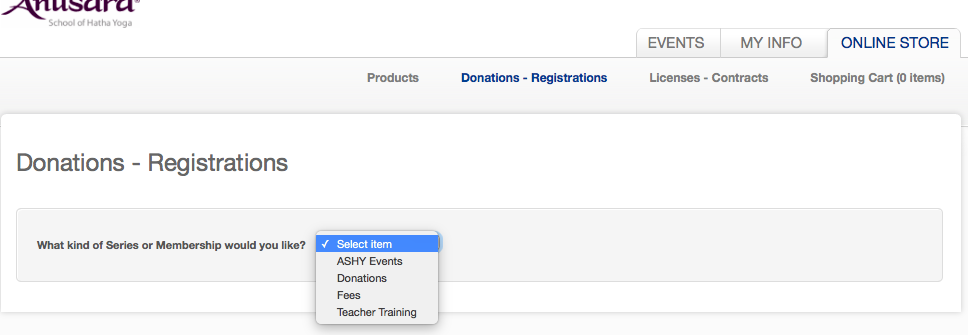 Anusara®
School of Hatha Yoga
EVENTS MY INFO ONLINE STORE
Products Donations - Registrations Licenses - Contracts Shopping Cart (0 items)
Donations - Registrations
What kind of Series or Membership would you like? ✓ Select item
ASHY Events
Donations
Fees
Teacher Training